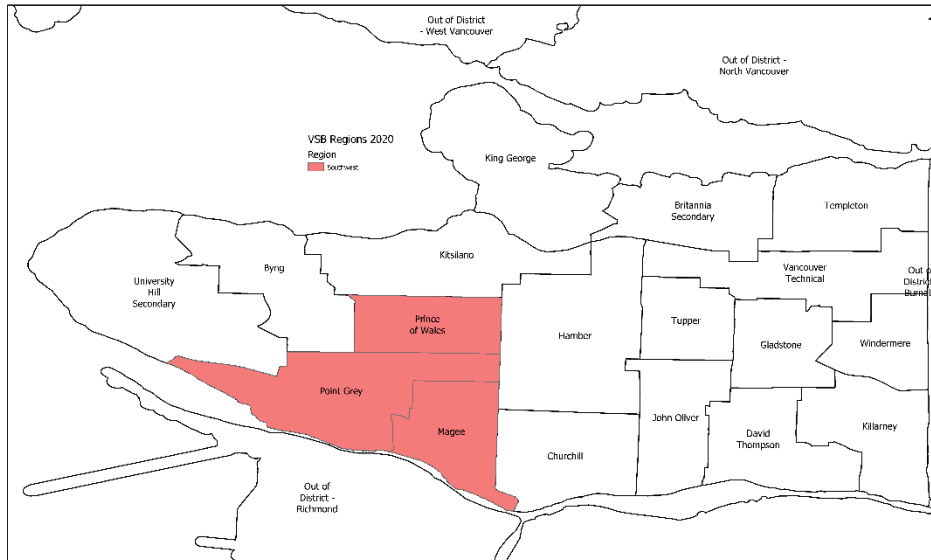 Out of District
- West Vancouver
Out of District -
North Vancouver
VSB Regions 2020
Region
Southwest
King George
Britannia
Secondary
Templeton
Kitsilano
Byng
University
Hill
Secondary
Vancouver
Technical
Out of
District
Burnab
Prince
of Wales
Hamber
Tupper
Gladstone
Windermere
Point Grey
Magee
John Oliver
David
Thompson
Killarney
Churchill
Out of
District -
Richmond